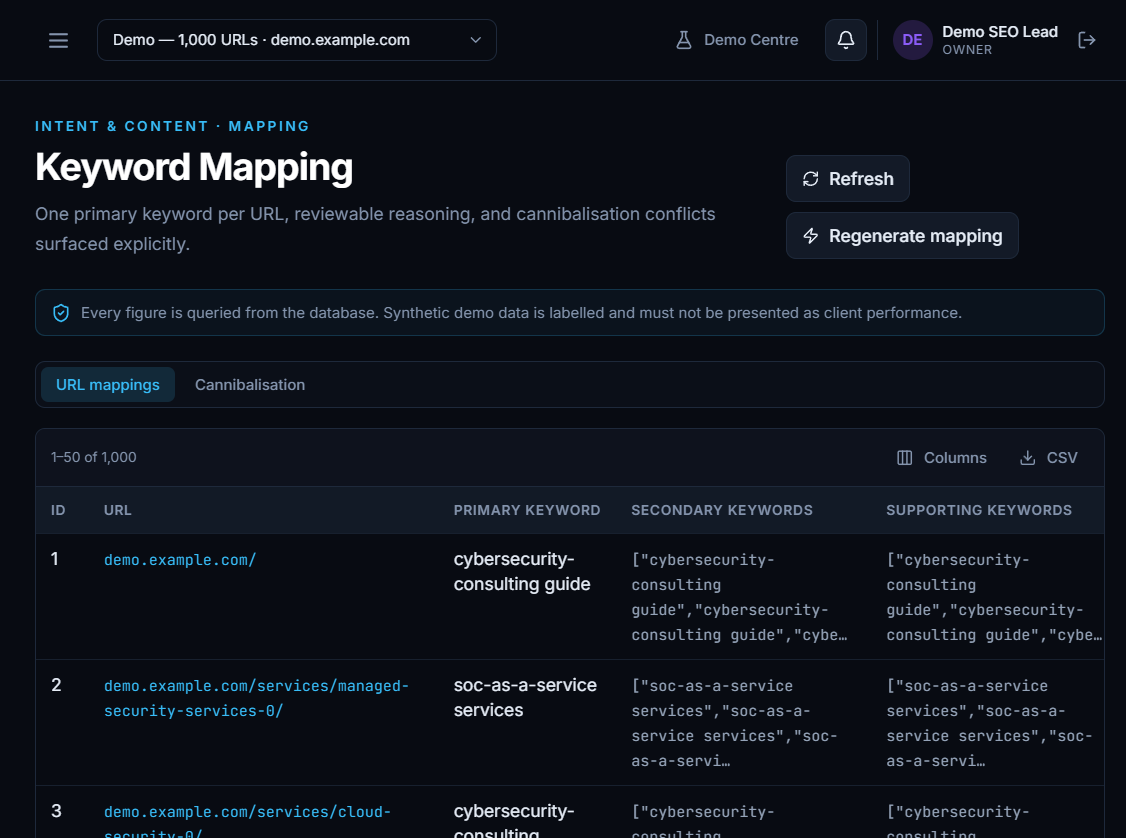 Demo — 1,000 URLs · demo.example.com
Demo Centre
DE
Demo SEO Lead
OWNER
INTENT & CONTENT · MAPPING
Keyword Mapping
One primary keyword per URL, reviewable reasoning, and cannibalisation conflicts
surfaced explicitly.
Refresh
Regenerate mapping
Every figure is queried from the database. Synthetic demo data is labelled and must not be presented as client performance.
URL mappings Cannibalisation
1–50 of 1,000
Columns CSV
ID URL PRIMARY KEYWORD SECONDARY KEYWORDS SUPPORTING KEYWORDS
1
demo.example.com/
cybersecurity-
consulting guide
["cybersecurity-
consulting
guide","cybersecurity-
consulting guide","cybe…
["cybersecurity-
consulting
guide","cybersecurity-
consulting guide","cybe…
2
demo.example.com/services/managed-
security-services-0/
soc-as-a-service
services
["soc-as-a-service
services","soc-as-a-
service services","soc-
as-a-servi…
["soc-as-a-service
services","soc-as-a-
service services","soc-
as-a-servi…
3
demo.example.com/services/cloud-
security-0/
cybersecurity-
consulting
["cybersecurity-
consulting
["cybersecurity-
consulting